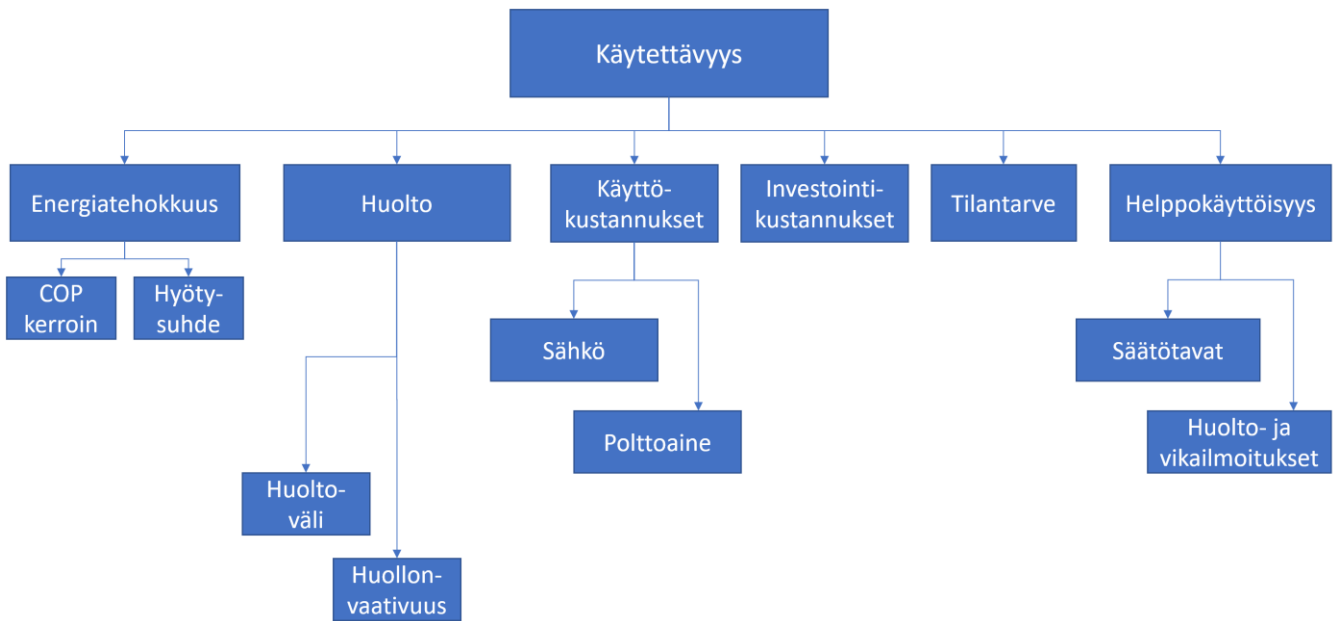 Käytettävyys
Energiatehokkuus
Huolto
Käyttö-
kustannukset
Investointi-
kustannukset
Tilantarve
Helppokäyttöisyys
COP
kerroin
Hyöty-
suhde
Sähkö
Säätötavat
Polttoaine
Huolto- ja
vikailmoitukset
Huolto-
väli
Huollon-
vaativuus